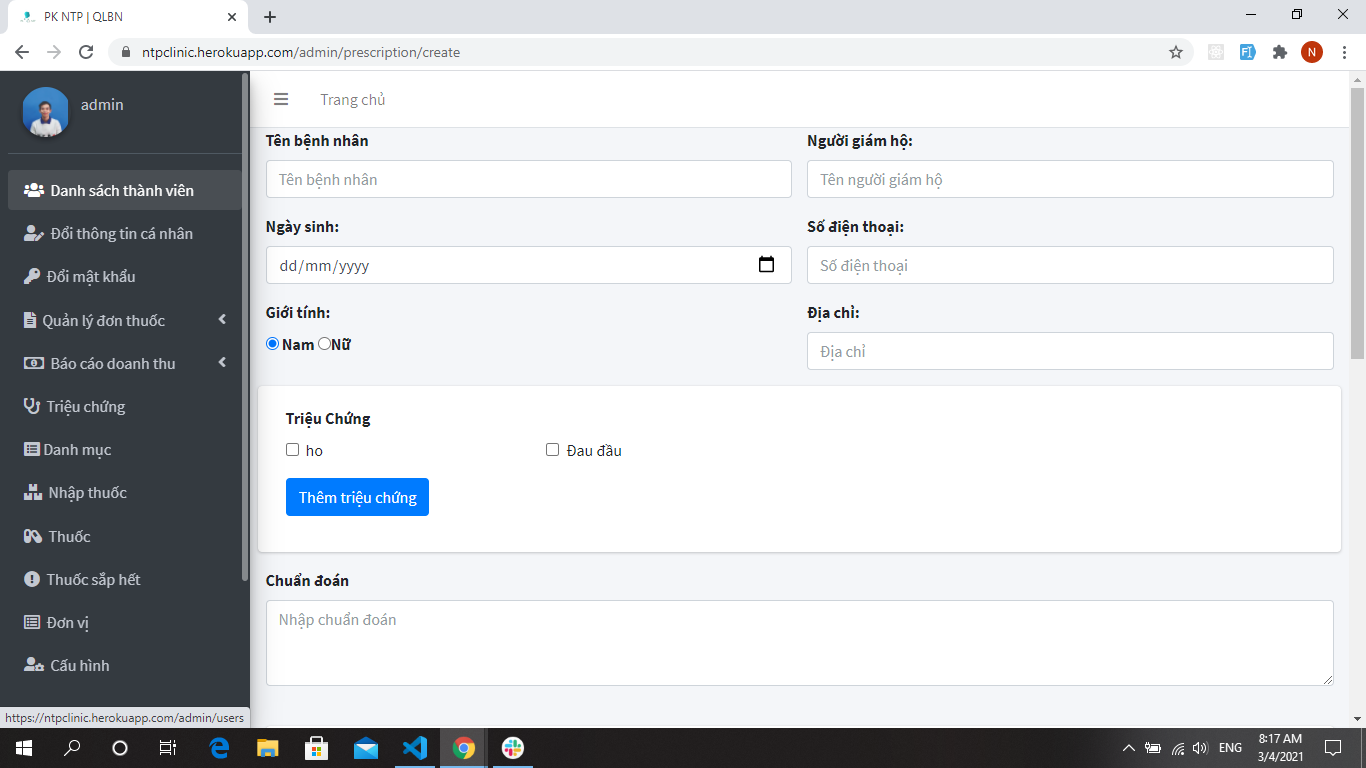 PK NTP | QLBN
ntpclinic.herokuapp.com/admin/prescription/create
N
admin
Danh sách thành viên
Đổi thông tin cá nhân
Đổi mật khẩu
Quản lý đơn thuốc
Báo cáo doanh thu
Triệu chứng
Danh mục
Nhập thuốc
Thuốc
Thuốc sắp hết
Đơn vị
Cấu hình
https://ntpclinic.herokuapp.com/admin/users
Trang chủ
Tên bệnh nhân
Tên bệnh nhân
Người giám hộ:
Tên người giám hộ
Ngày sinh:
dd/mm/yyyy
Số điện thoại:
Số điện thoại
Giới tính:
Nam Nữ
Địa chỉ:
Địa chỉ
Triệu Chứng
ho Đau đầu
Thêm triệu chứng
Chuẩn đoán
Nhập chuẩn đoán
ENG
8:17 AM
3/4/2021